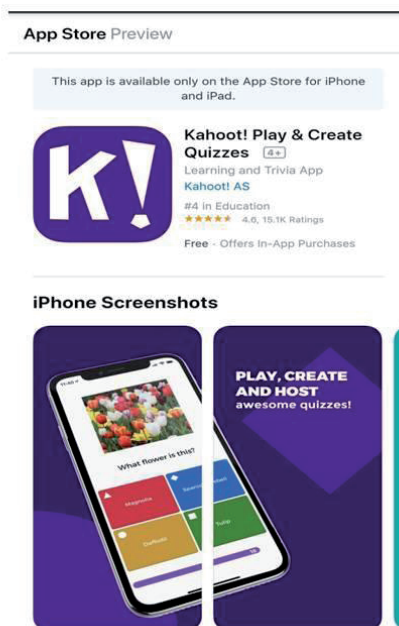 App Store Preview
This app is available only on the App Store for iPhone
and iPad.
K!
Kahoot! Play & Create
Quizzes 4+
Learning and Trivia App
Kahoot! AS
#4 in Education
★★★★★ 4.6, 15.1K Ratings
Free · Offers In-App Purchases
iPhone Screenshots
What flower is this?
Magnolia
Daffodil
Tulip
PLAY, CREATE
AND HOST
awesome quizzes!